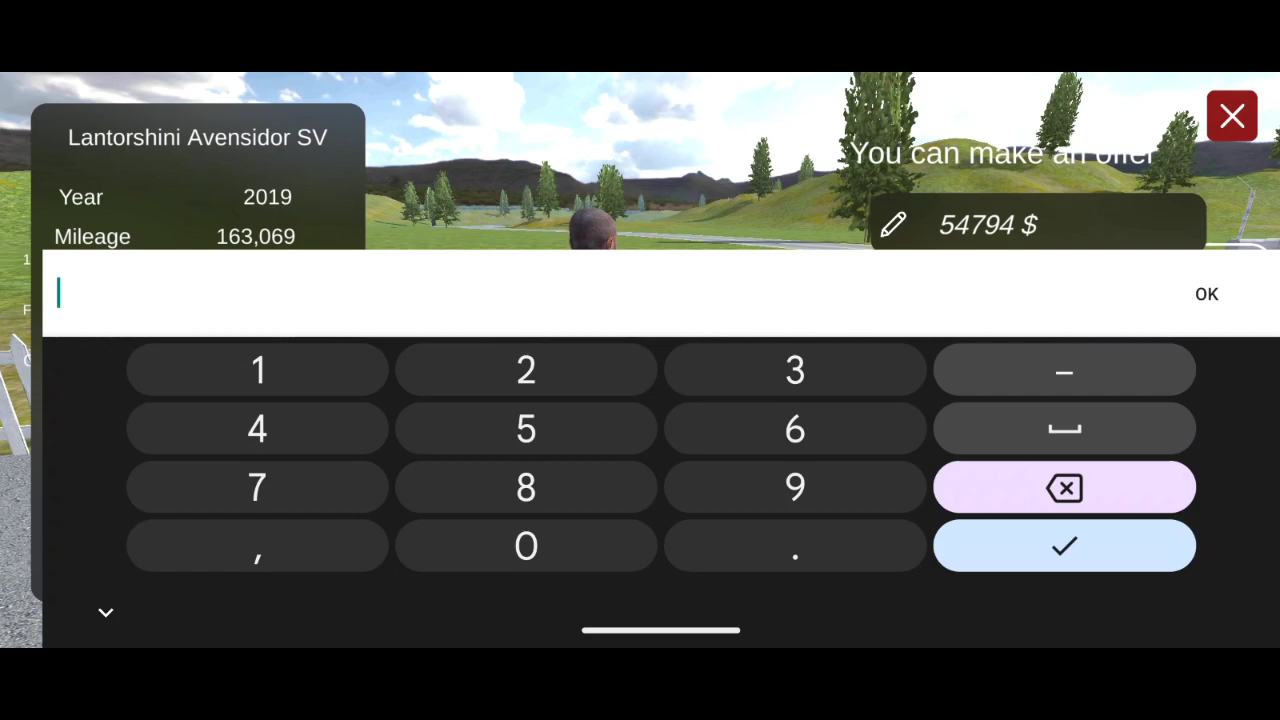 Lantorshini Avensidor SV
You can make an offer
Year 2019
54794 $
Mileage 163,069
1
F
OK
1 2 3 –
4 5 6
7 8 9
, 0 .